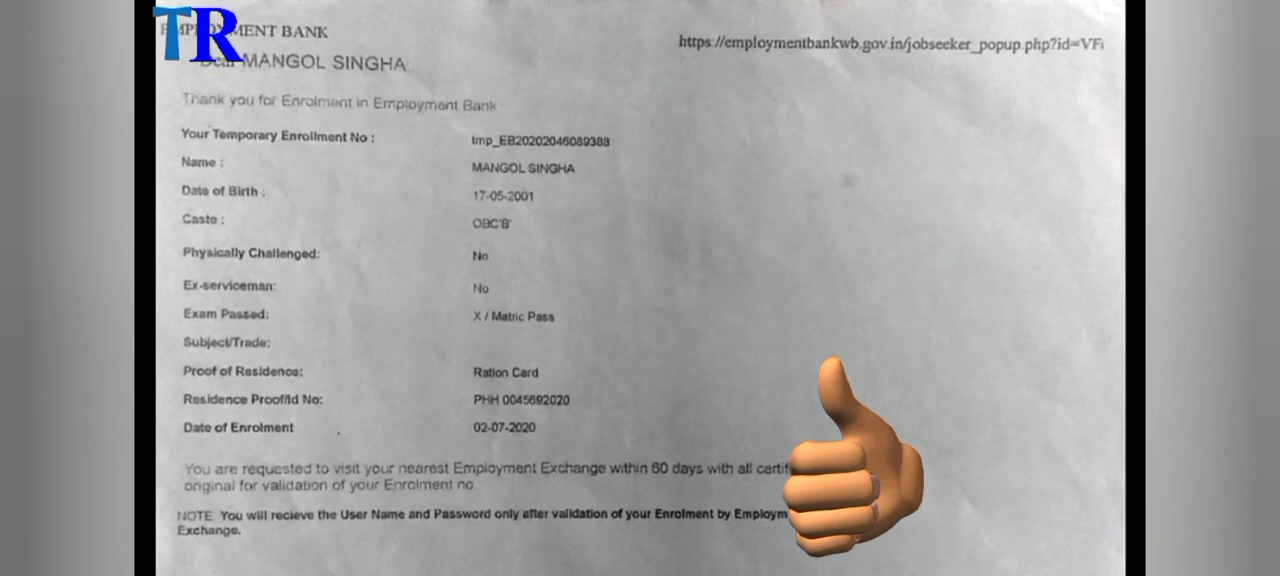 TR
EMPLOYMENT BANK
https://employmentbankwb.gov.in/jobseeker_popup.php?id=VF
Dear MANGOL SINGHA
Thank you for Enrolment in Employment Bank
Your Temporary Enrollment No : tmp_EB20202046089388
Name : MANGOL SINGHA
Date of Birth : 17-05-2001
Caste : OBC'B'
Physically Challenged: No
Ex-serviceman: No
Exam Passed: X / Matric Pass
Subject/Trade:
Proof of Residence: Ration Card
Residence Proof/Id No: PHH 0045692020
Date of Enrolment 02-07-2020
You are requested to visit your nearest Employment Exchange within 60 days with all certif
original for validation of your Enrolment no
NOTE You will recieve the User Name and Password only after validation of your Enrolment by Employm
Exchange.